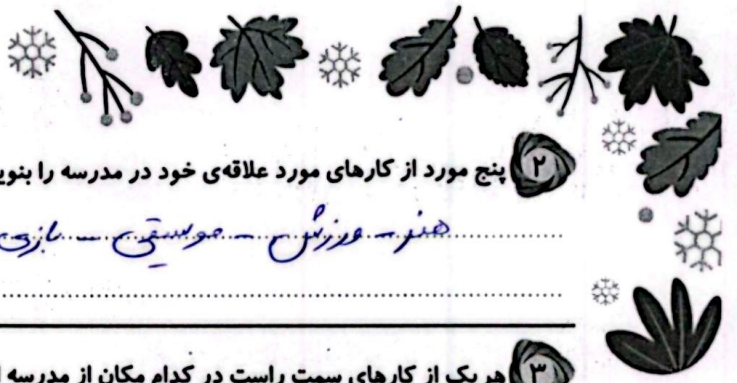 ۲ پنج مورد از کارهای مورد علاقه‌ی خود در مدرسه را
هنر - ورزش - موسیقی - بازی
۳ هر یک از کارهای سمت راست در کدام مکان از مدرسه